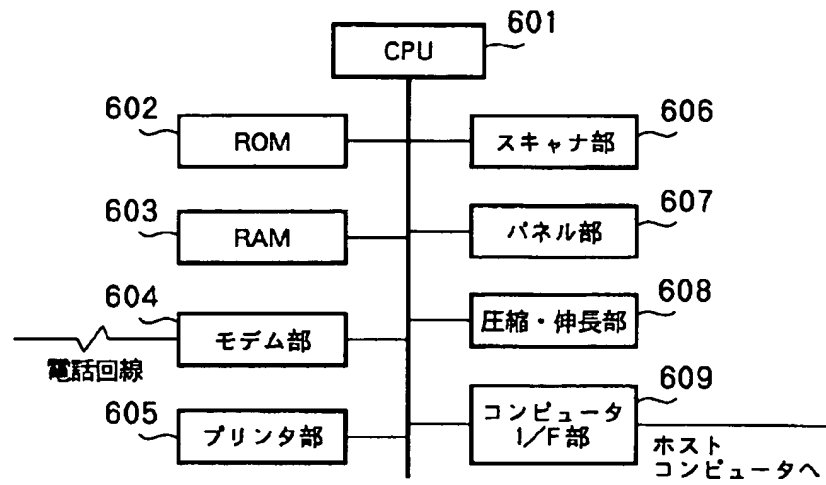 601
CPU
602
ROM
606
スキャナ部
603
RAM
607
パネル部
604
モデム部
電話回線
608
圧縮・伸長部
605
プリンタ部
609
コンピュータ
I/F部
ホスト
コンピュータへ